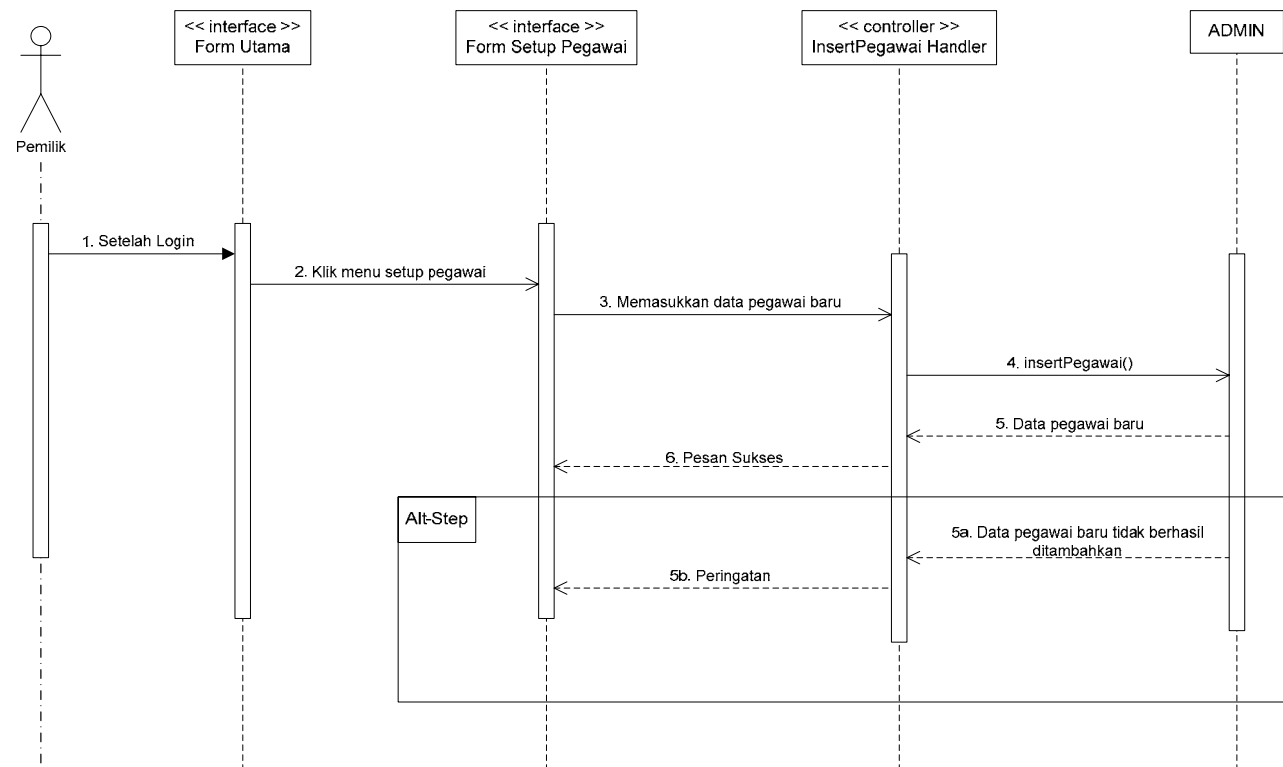 << interface >>
Form Utama
<< interface >>
Form Setup Pegawai
<< controller >>
InsertPegawai Handler
ADMIN
Pemilik
1. Setelah Login
2. Klik menu setup pegawai
3. Memasukkan data pegawai baru
4. insertPegawai()
5. Data pegawai baru
6. Pesan Sukses
Alt-Step
5a. Data pegawai baru tidak berhasil
ditambahkan
5b. Peringatan